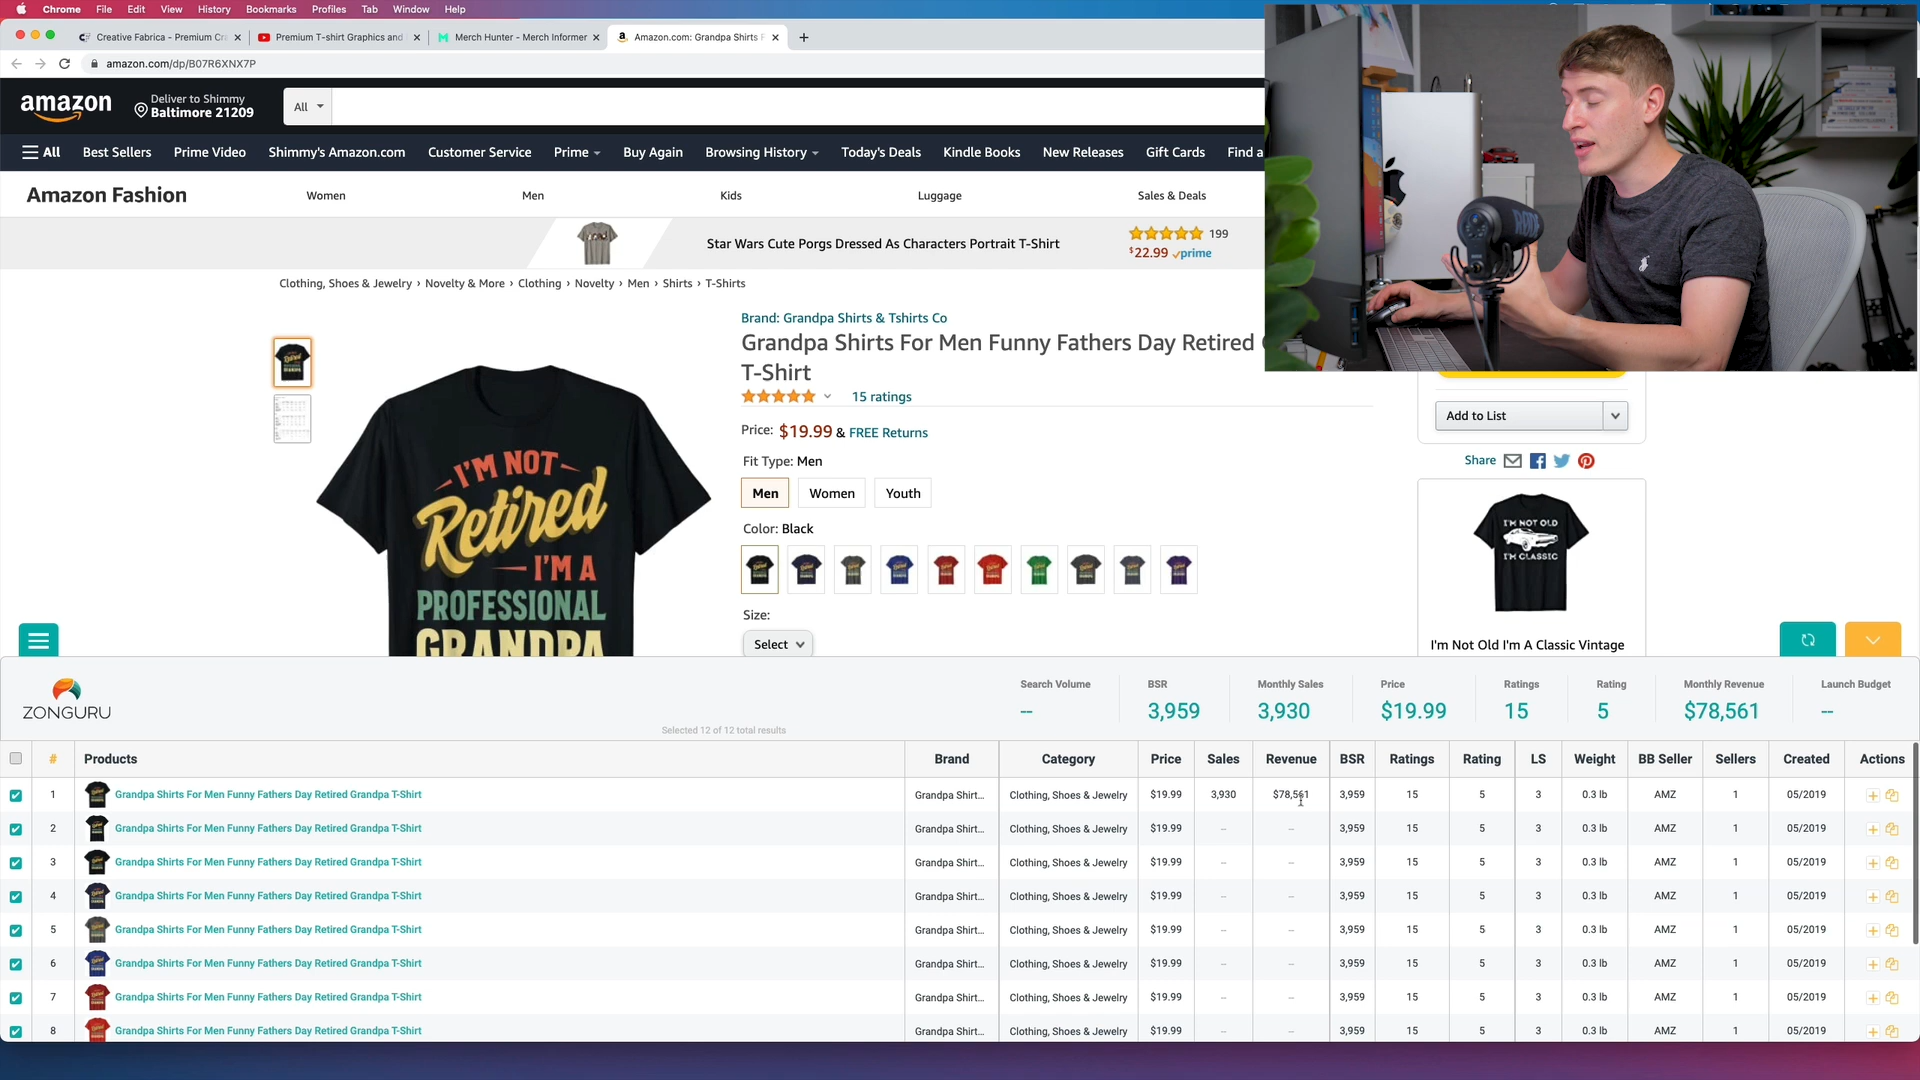 Chrome File Edit View History Bookmarks Profiles Tab Window Help
Creative Fabrica - Premium Cr
Premium T-shirt Graphics and
Merch Hunter - Merch Informer
Amazon.com: Grandpa Shirts F
amazon.com/dp/B07R6XNX7P
amazon
Deliver to Shimmy
Baltimore 21209
All
All Best Sellers Prime Video Shimmy's Amazon.com Customer Service Prime Buy Again Browsing History Today's Deals Kindle Books New Releases Gift Cards Find a
Amazon Fashion Women Men Kids Luggage Sales & Deals
Star Wars Cute Porgs Dressed As Characters Portrait T-Shirt
199
$22.99 prime
Clothing, Shoes & Jewelry › Novelty & More › Clothing › Novelty › Men › Shirts › T-Shirts
Brand: Grandpa Shirts & Tshirts Co
Grandpa Shirts For Men Funny Fathers Day Retired
T-Shirt
15 ratings
Price: $19.99 & FREE Returns
Fit Type: Men
Men Women Youth
Color: Black
Size:
Select
I'M NOT
Retired
I'M A
PROFESSIONAL
GRANDPA
RODE
Add to List
Share
I'M NOT OLD
I'M CLASSIC
I'm Not Old I'm A Classic Vintage
ZONGURU
Selected 12 of 12 total results
Search Volume BSR Monthly Sales Price Ratings Rating Monthly Revenue Launch Budget
-- 3,959 3,930 $19.99 15 5 $78,561 --
# Products Brand Category Price Sales Revenue BSR Ratings Rating LS Weight BB Seller Sellers Created Actions
1 Grandpa Shirts For Men Funny Fathers Day Retired Grandpa T-Shirt Grandpa Shirt... Clothing, Shoes & Jewelry $19.99 3,930 $78,561 3,959 15 5 3 0.3 lb AMZ 1 05/2019
2 Grandpa Shirts For Men Funny Fathers Day Retired Grandpa T-Shirt Grandpa Shirt... Clothing, Shoes & Jewelry $19.99 -- -- 3,959 15 5 3 0.3 lb AMZ 1 05/2019
3 Grandpa Shirts For Men Funny Fathers Day Retired Grandpa T-Shirt Grandpa Shirt... Clothing, Shoes & Jewelry $19.99 -- -- 3,959 15 5 3 0.3 lb AMZ 1 05/2019
4 Grandpa Shirts For Men Funny Fathers Day Retired Grandpa T-Shirt Grandpa Shirt... Clothing, Shoes & Jewelry $19.99 -- -- 3,959 15 5 3 0.3 lb AMZ 1 05/2019
5 Grandpa Shirts For Men Funny Fathers Day Retired Grandpa T-Shirt Grandpa Shirt... Clothing, Shoes & Jewelry $19.99 -- -- 3,959 15 5 3 0.3 lb AMZ 1 05/2019
6 Grandpa Shirts For Men Funny Fathers Day Retired Grandpa T-Shirt Grandpa Shirt... Clothing, Shoes & Jewelry $19.99 -- -- 3,959 15 5 3 0.3 lb AMZ 1 05/2019
7 Grandpa Shirts For Men Funny Fathers Day Retired Grandpa T-Shirt Grandpa Shirt... Clothing, Shoes & Jewelry $19.99 -- -- 3,959 15 5 3 0.3 lb AMZ 1 05/2019
8 Grandpa Shirts For Men Funny Fathers Day Retired Grandpa T-Shirt Grandpa Shirt... Clothing, Shoes & Jewelry $19.99 -- -- 3,959 15 5 3 0.3 lb AMZ 1 05/2019